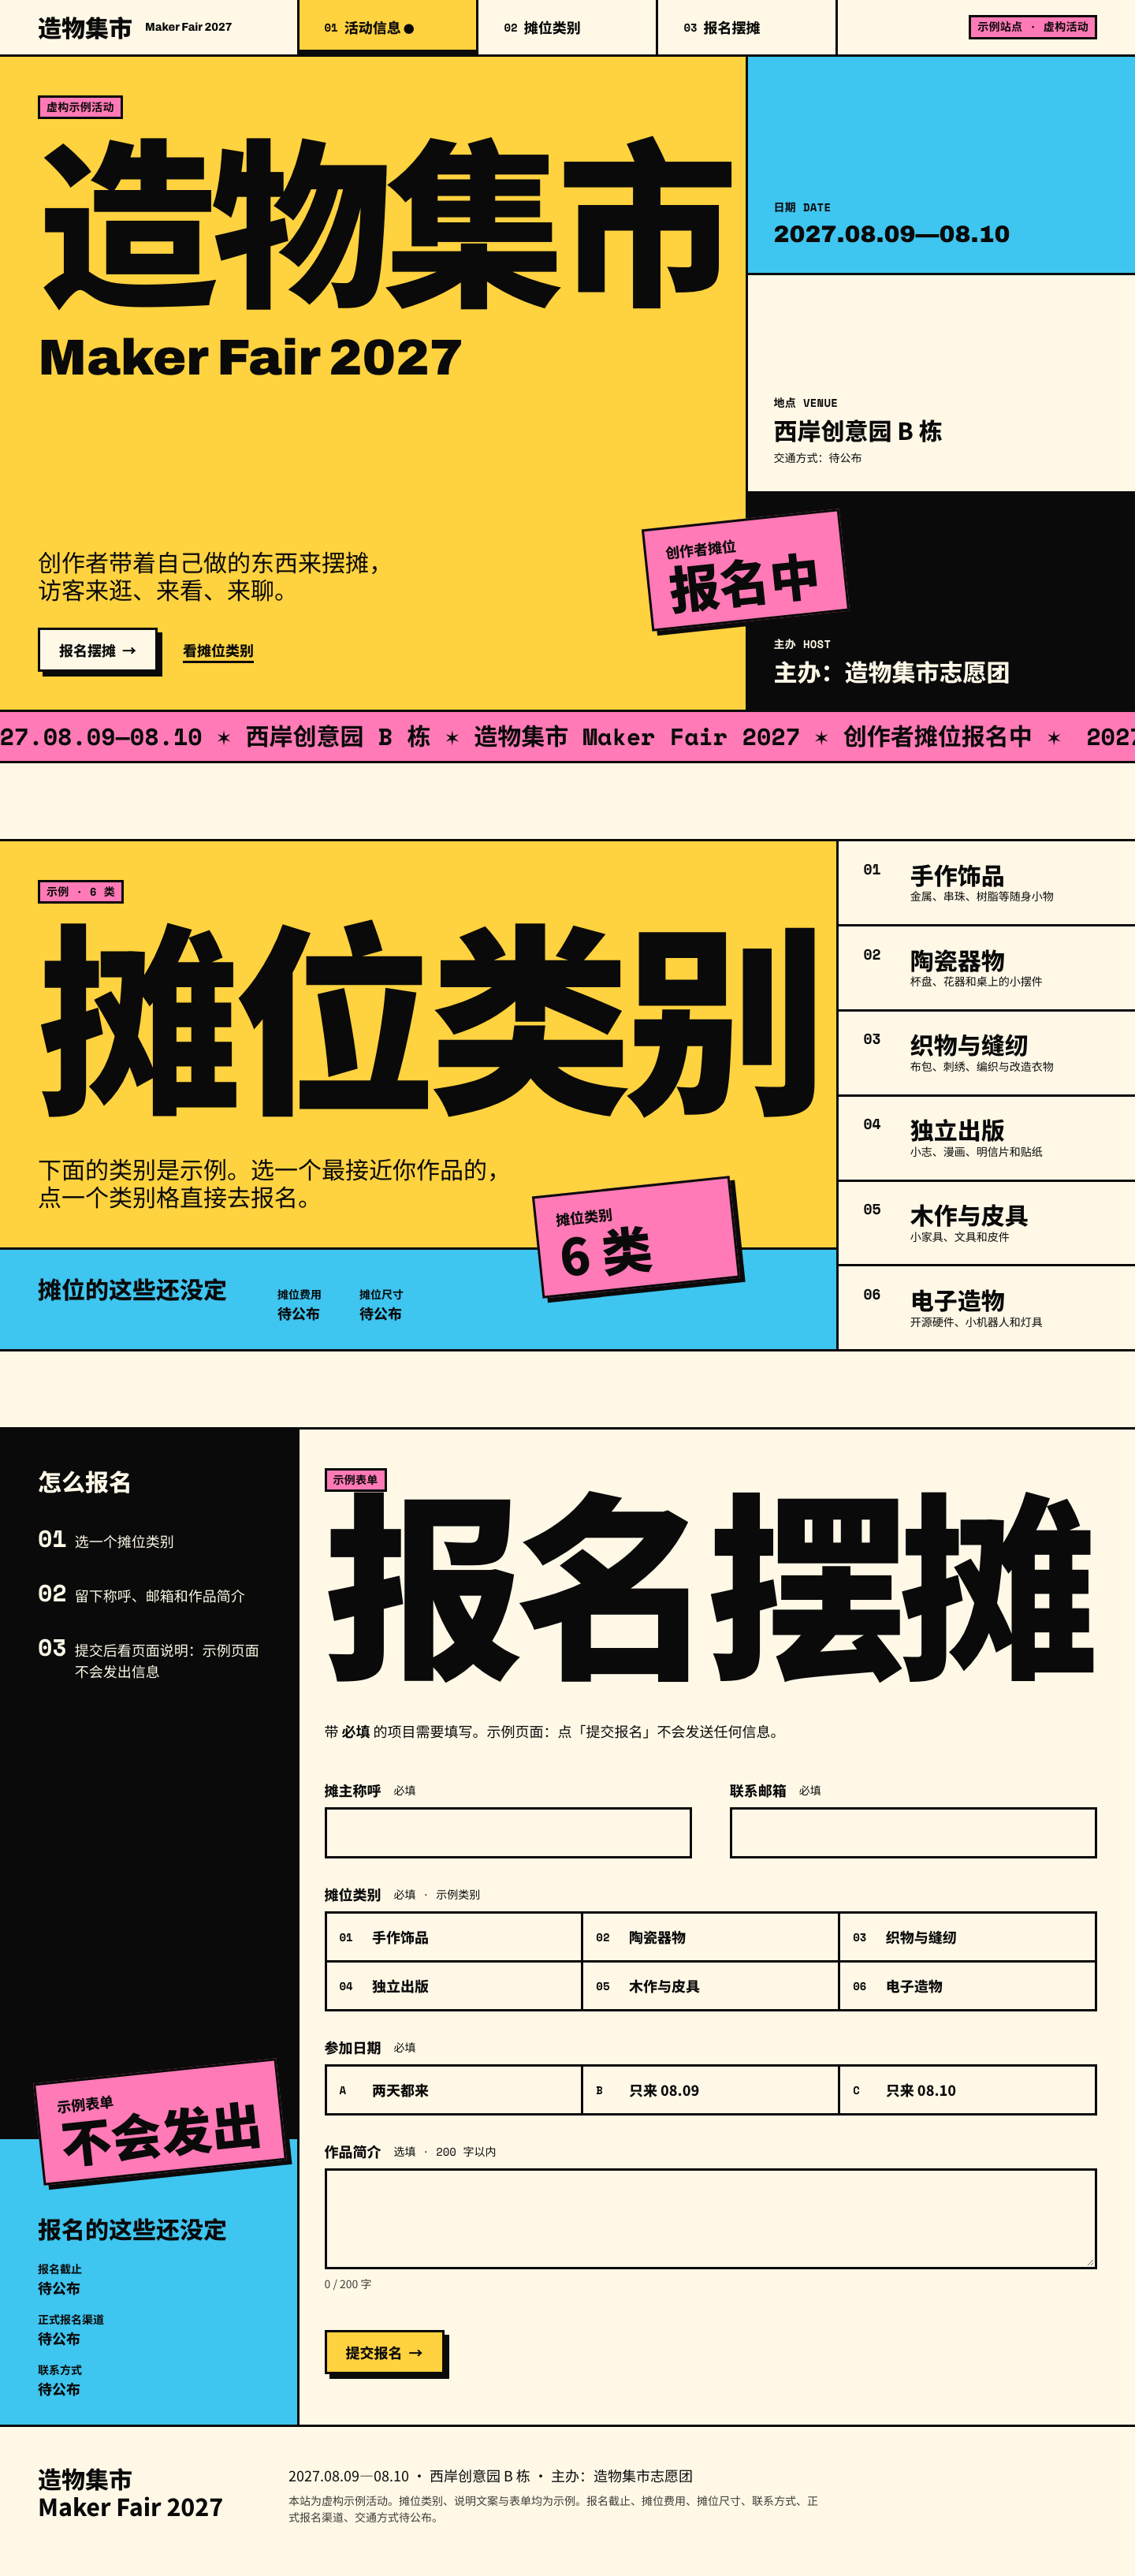 造物集市 Maker Fair 2027
01 活动信息
02 摊位类别
03 报名摆摊
示例站点 · 虚构活动
虚构示例活动
造物集市
Maker Fair 2027
创作者带着自己做的东西来摆摊，
访客来逛、来看、来聊。
报名摆摊 →
看摊位类别
日期 DATE
2027.08.09—08.10
地点 VENUE
西岸创意园 B 栋
交通方式：待公布
创作者摊位
报名中
主办 HOST
主办：造物集市志愿团
27.08.09—08.10 ✶ 西岸创意园 B 栋 ✶ 造物集市 Maker Fair 2027 ✶ 创作者摊位报名中 ✶ 2027
示例 · 6 类
摊位类别
下面的类别是示例。选一个最接近你作品的，
点一个类别格直接去报名。
摊位类别
6 类
摊位的这些还没定
摊位费用
待公布
摊位尺寸
待公布
01 手作饰品
金属、串珠、树脂等随身小物
02 陶瓷器物
杯盘、花器和桌上的小摆件
03 织物与缝纫
布包、刺绣、编织与改造衣物
04 独立出版
小志、漫画、明信片和贴纸
05 木作与皮具
小家具、文具和皮件
06 电子造物
开源硬件、小机器人和灯具
怎么报名
01 选一个摊位类别
02 留下称呼、邮箱和作品简介
03 提交后看页面说明：示例页面
不会发出信息
示例表单
不会发出
报名的这些还没定
报名截止
待公布
正式报名渠道
待公布
联系方式
待公布
示例表单
报名摆摊
带 必填 的项目需要填写。示例页面：点「提交报名」不会发送任何信息。
摊主称呼 必填
联系邮箱 必填
摊位类别 必填 · 示例类别
01 手作饰品
02 陶瓷器物
03 织物与缝纫
04 独立出版
05 木作与皮具
06 电子造物
参加日期 必填
A 两天都来
B 只来 08.09
C 只来 08.10
作品简介 选填 · 200 字以内
0 / 200 字
提交报名 →
造物集市
Maker Fair 2027
2027.08.09—08.10 · 西岸创意园 B 栋 · 主办：造物集市志愿团
本站为虚构示例活动。摊位类别、说明文案与表单均为示例。报名截止、摊位费用、摊位尺寸、联系方式、正
式报名渠道、交通方式待公布。